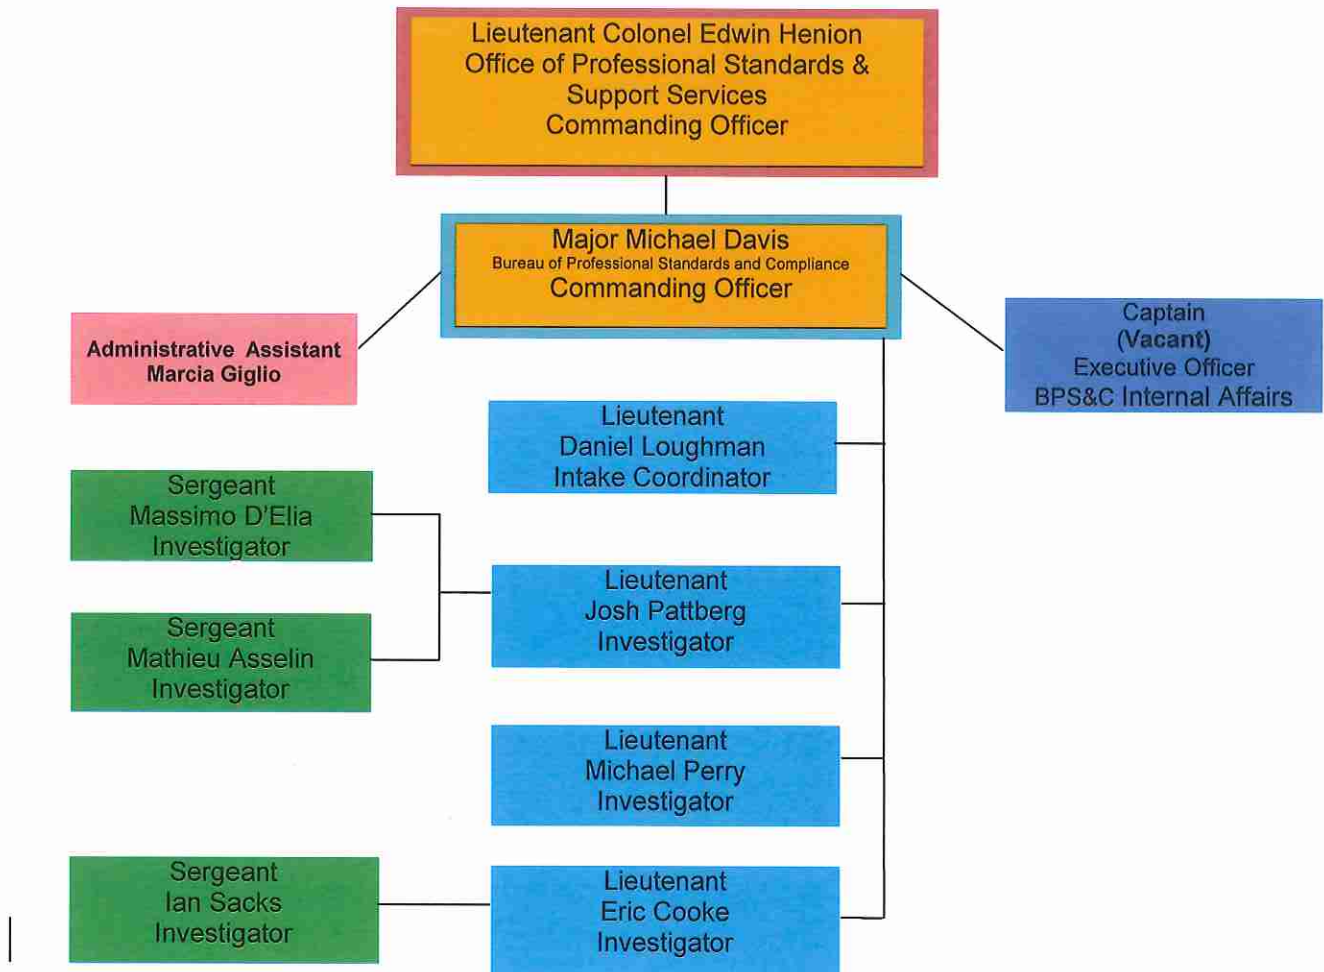 Lieutenant Colonel Edwin Henion
Office of Professional Standards &
Support Services
Commanding Officer
Major Michael Davis
Bureau of Professional Standards and Compliance
Commanding Officer
Administrative Assistant
Marcia Giglio
Captain
(Vacant)
Executive Officer
BPS&C Internal Affairs
Lieutenant
Daniel Loughman
Intake Coordinator
Sergeant
Massimo D'Elia
Investigator
Lieutenant
Josh Pattberg
Investigator
Sergeant
Mathieu Asselin
Investigator
Lieutenant
Michael Perry
Investigator
Sergeant
Ian Sacks
Investigator
Lieutenant
Eric Cooke
Investigator